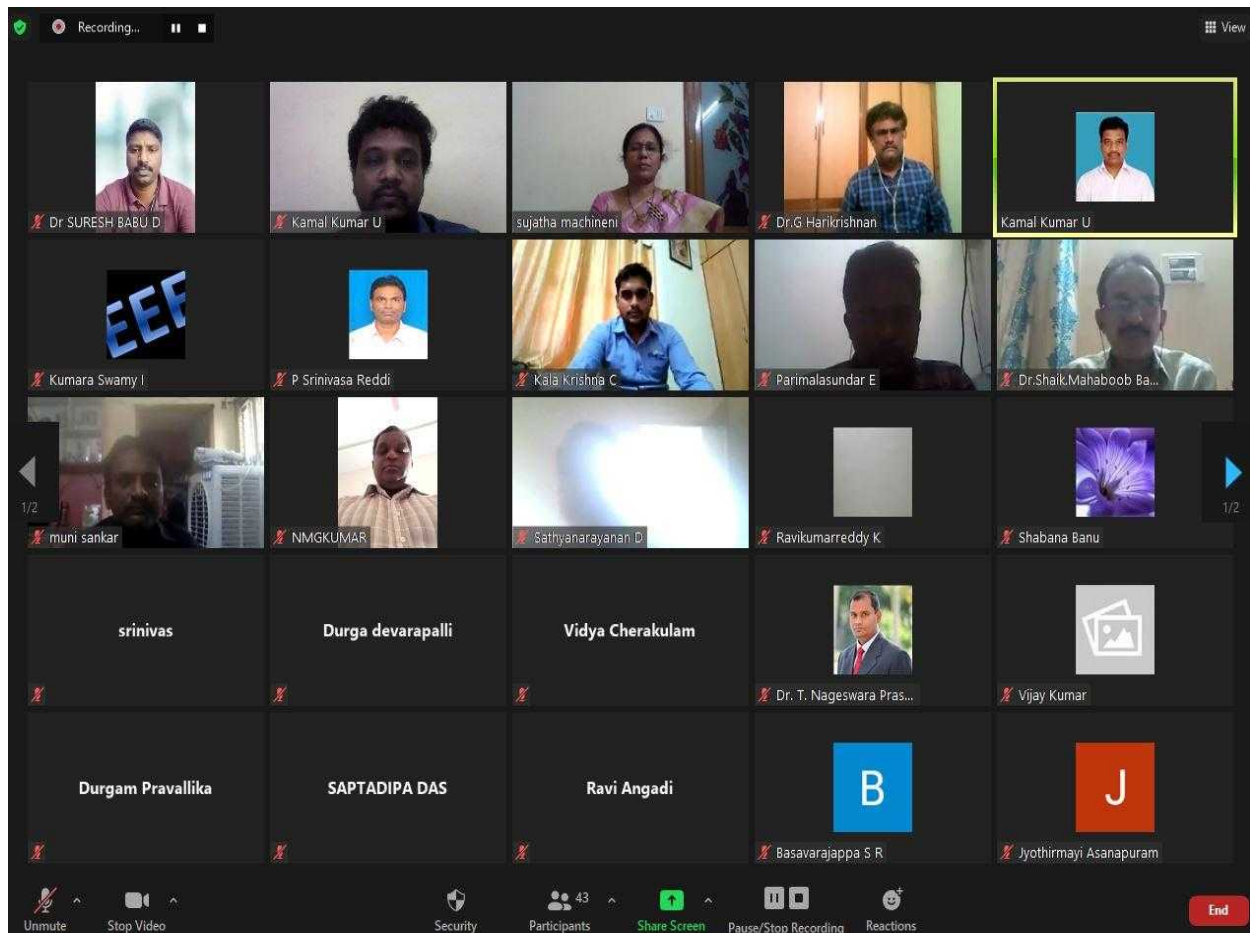 Recording...
View
Dr SURESH BABU D
Kamal Kumar U
sujatha machineni
Dr.G Harikrishnan
Kamal Kumar U
EEE
Kumara Swamy I
P Srinivasa Reddi
Kala Krishna C
Parimalasundar E
Dr.Shaik.Mahaboob Ba...
1/2
1/2
muni sankar
NMGKUMAR
Sathyanarayanan D
Ravikumarreddy K
Shabana Banu
srinivas
Durga devarapalli
Vidya Cherakulam
Dr. T. Nageswara Pras...
Vijay Kumar
Durgam Pravallika
SAPTADIPA DAS
Ravi Angadi
B
Basavarajappa S R
J
Jyothirmayi Asanapuram
Unmute
Stop Video
Security
43
Participants
Share Screen
Pause/Stop Recording
Reactions
End